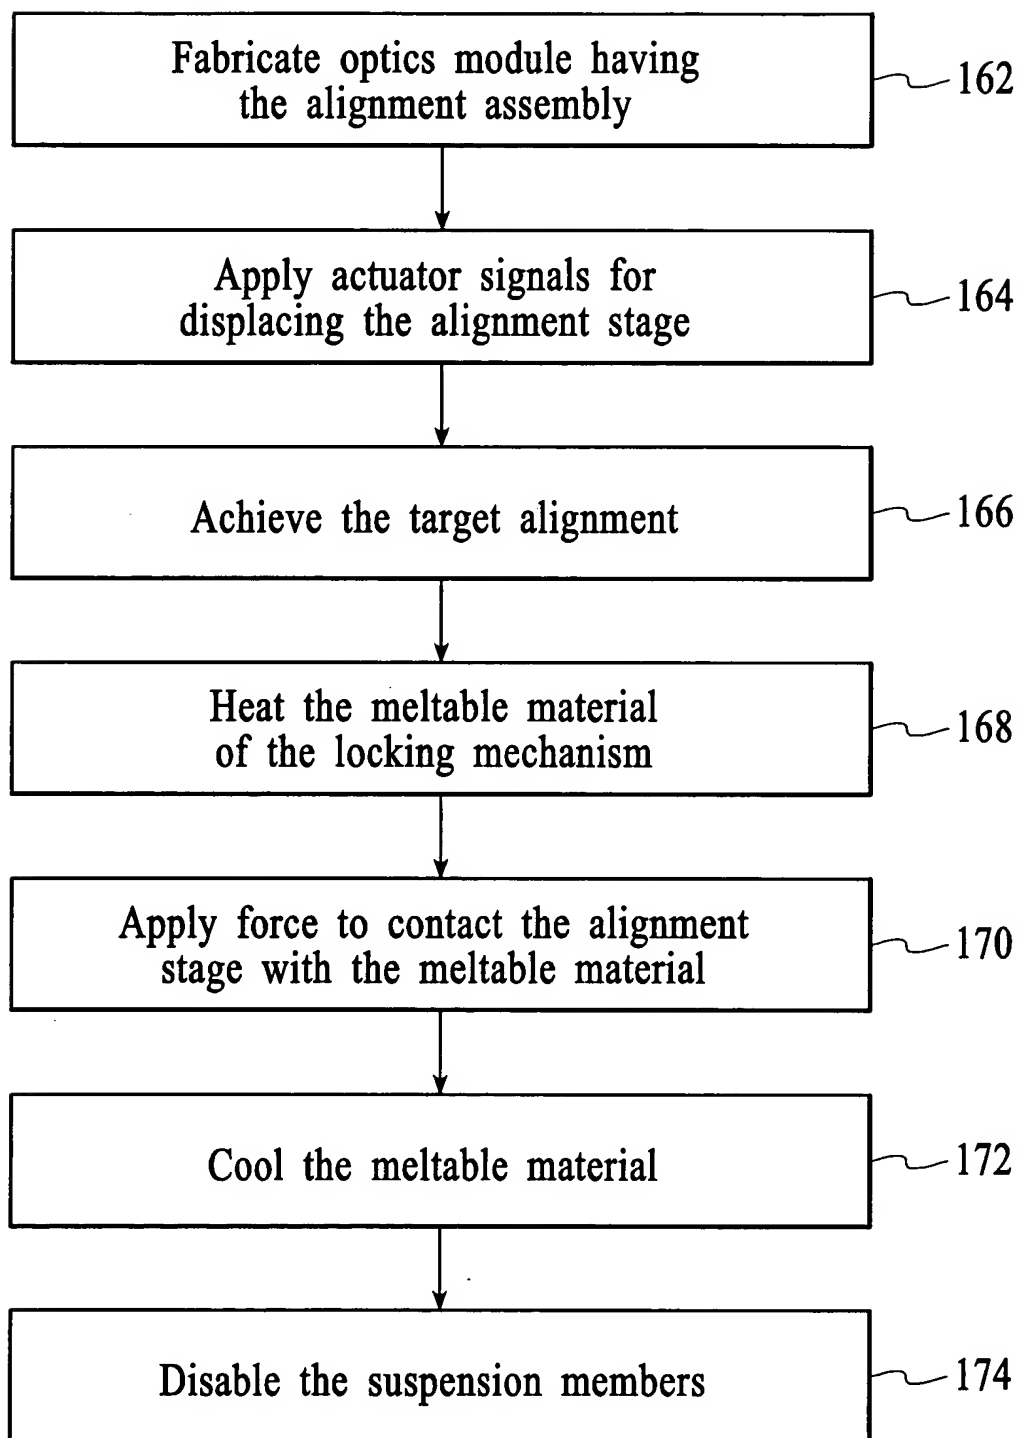 Fabricate optics module having
the alignment assembly
162
Apply actuator signals for
displacing the alignment stage
164
Achieve the target alignment
166
Heat the meltable material
of the locking mechanism
168
Apply force to contact the alignment
stage with the meltable material
170
Cool the meltable material
172
Disable the suspension members
174